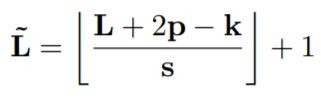 L̃ = ⌊(L + 2p − k) / s⌋ + 1